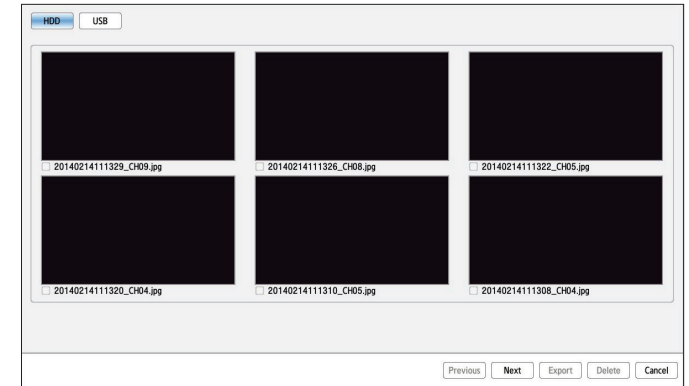 HDD USB
20140214111329_CH09.jpg 20140214111326_CH08.jpg 20140214111322_CH05.jpg
20140214111320_CH04.jpg 20140214111310_CH05.jpg 20140214111308_CH04.jpg
Previous Next Export Delete Cancel